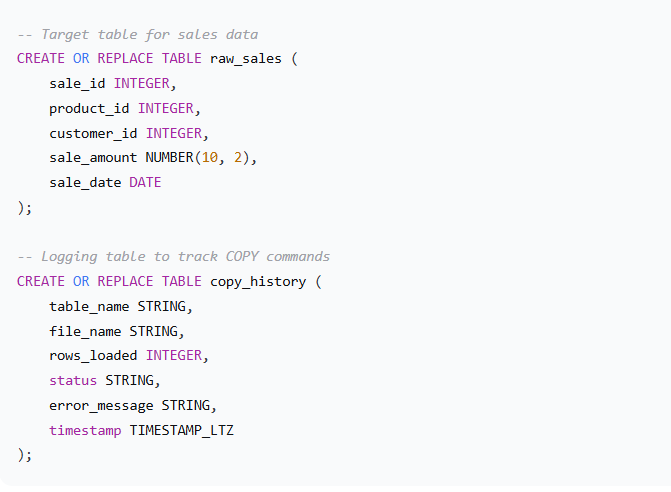 -- Target table for sales data
CREATE OR REPLACE TABLE raw_sales (
    sale_id INTEGER,
    product_id INTEGER,
    customer_id INTEGER,
    sale_amount NUMBER(10, 2),
    sale_date DATE
);

-- Logging table to track COPY commands
CREATE OR REPLACE TABLE copy_history (
    table_name STRING,
    file_name STRING,
    rows_loaded INTEGER,
    status STRING,
    error_message STRING,
    timestamp TIMESTAMP_LTZ
);